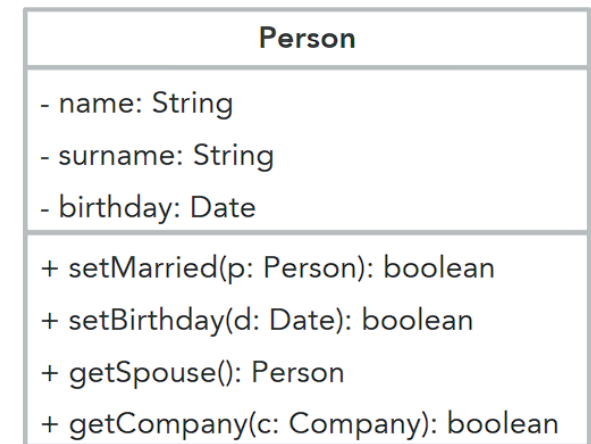 Person
- name: String
- surname: String
- birthday: Date
+ setMarried(p: Person): boolean
+ setBirthday(d: Date): boolean
+ getSpouse(): Person
+ getCompany(c: Company): boolean